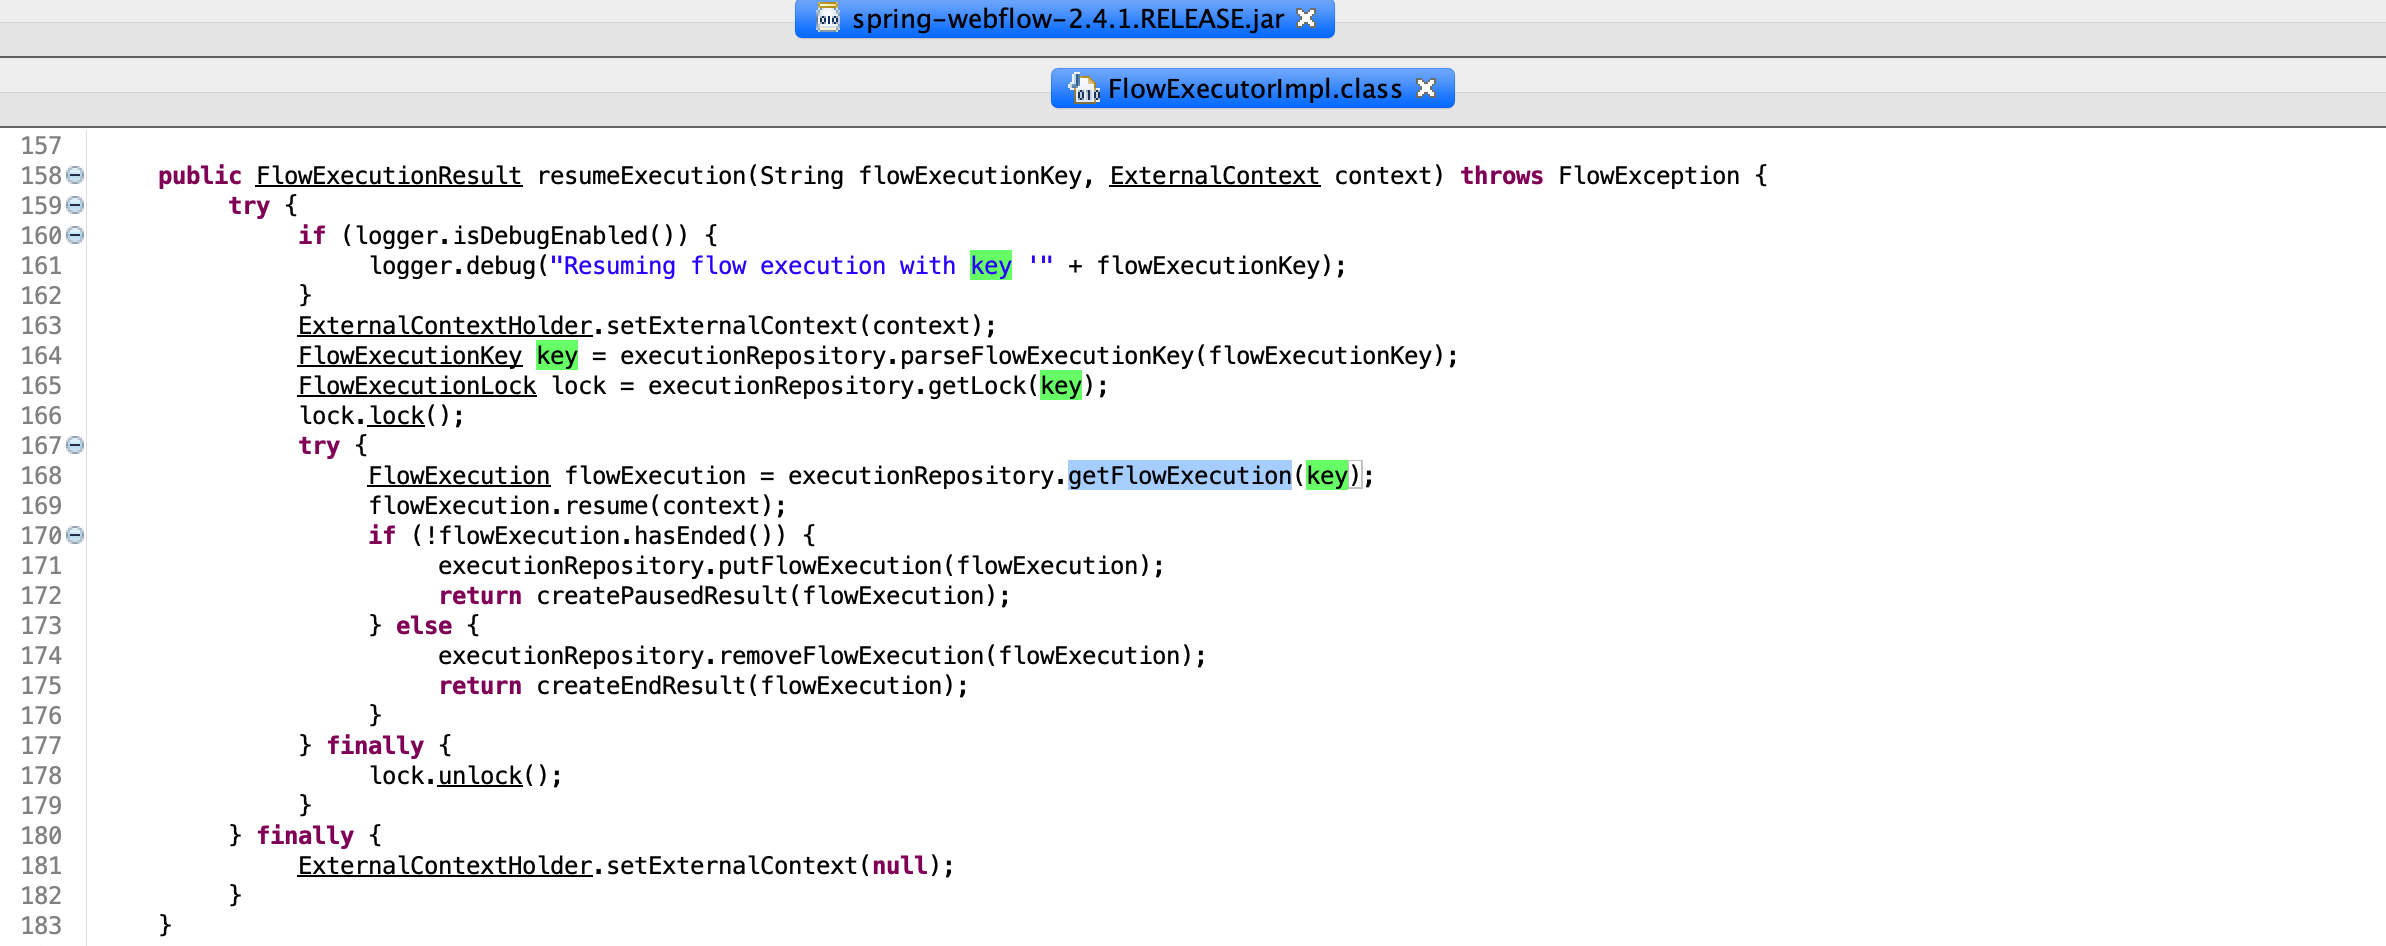 spring-webflow-2.4.1.RELEASE.jar
FlowExecutorImpl.class
157
158 public FlowExecutionResult resumeExecution(String flowExecutionKey, ExternalContext context) throws FlowException {
159 try {
160 if (logger.isDebugEnabled()) {
161 logger.debug("Resuming flow execution with key '" + flowExecutionKey);
162 }
163 ExternalContextHolder.setExternalContext(context);
164 FlowExecutionKey key = executionRepository.parseFlowExecutionKey(flowExecutionKey);
165 FlowExecutionLock lock = executionRepository.getLock(key);
166 lock.lock();
167 try {
168 FlowExecution flowExecution = executionRepository.getFlowExecution(key);
169 flowExecution.resume(context);
170 if (!flowExecution.hasEnded()) {
171 executionRepository.putFlowExecution(flowExecution);
172 return createPausedResult(flowExecution);
173 } else {
174 executionRepository.removeFlowExecution(flowExecution);
175 return createEndResult(flowExecution);
176 }
177 } finally {
178 lock.unlock();
179 }
180 } finally {
181 ExternalContextHolder.setExternalContext(null);
182 }
183 }